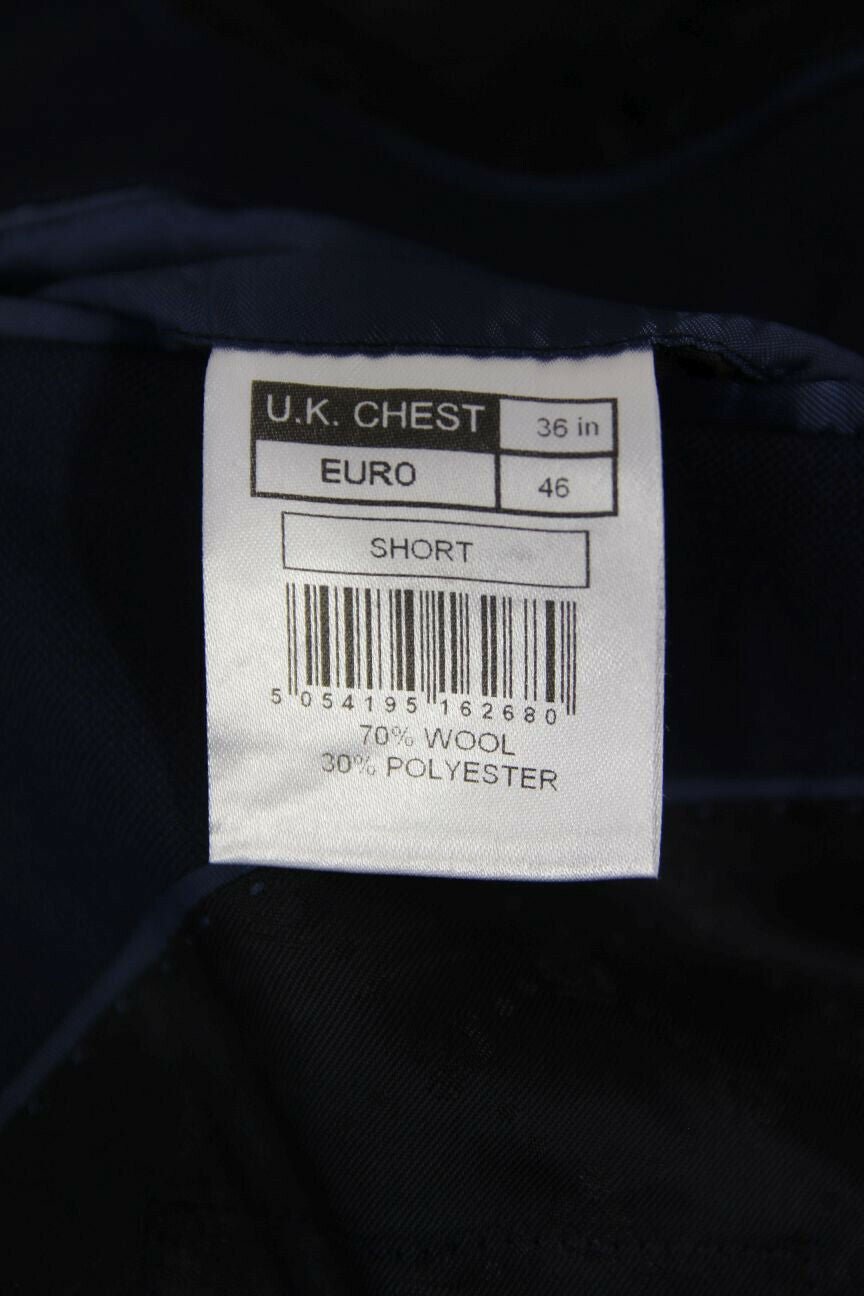 U.K. CHEST 36 in
EURO 46
SHORT
5 054195 162680
70% WOOL
30% POLYESTER